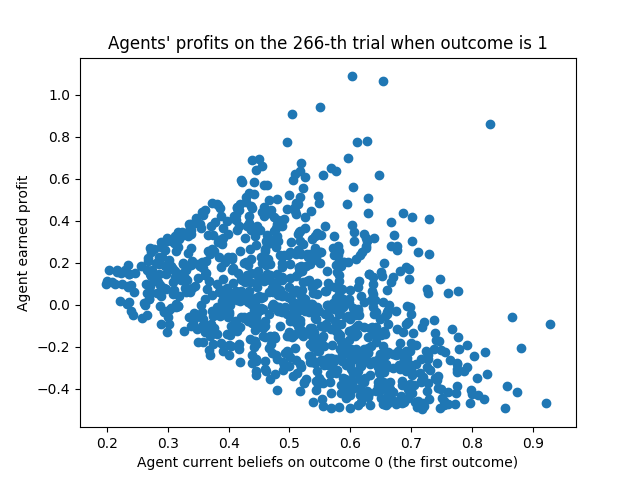 Agents' profits on the 266-th trial when outcome is 1
1.0
0.8
0.6
0.4
0.2
0.0
−0.2
−0.4
Agent earned profit
0.2 0.3 0.4 0.5 0.6 0.7 0.8 0.9
Agent current beliefs on outcome 0 (the first outcome)